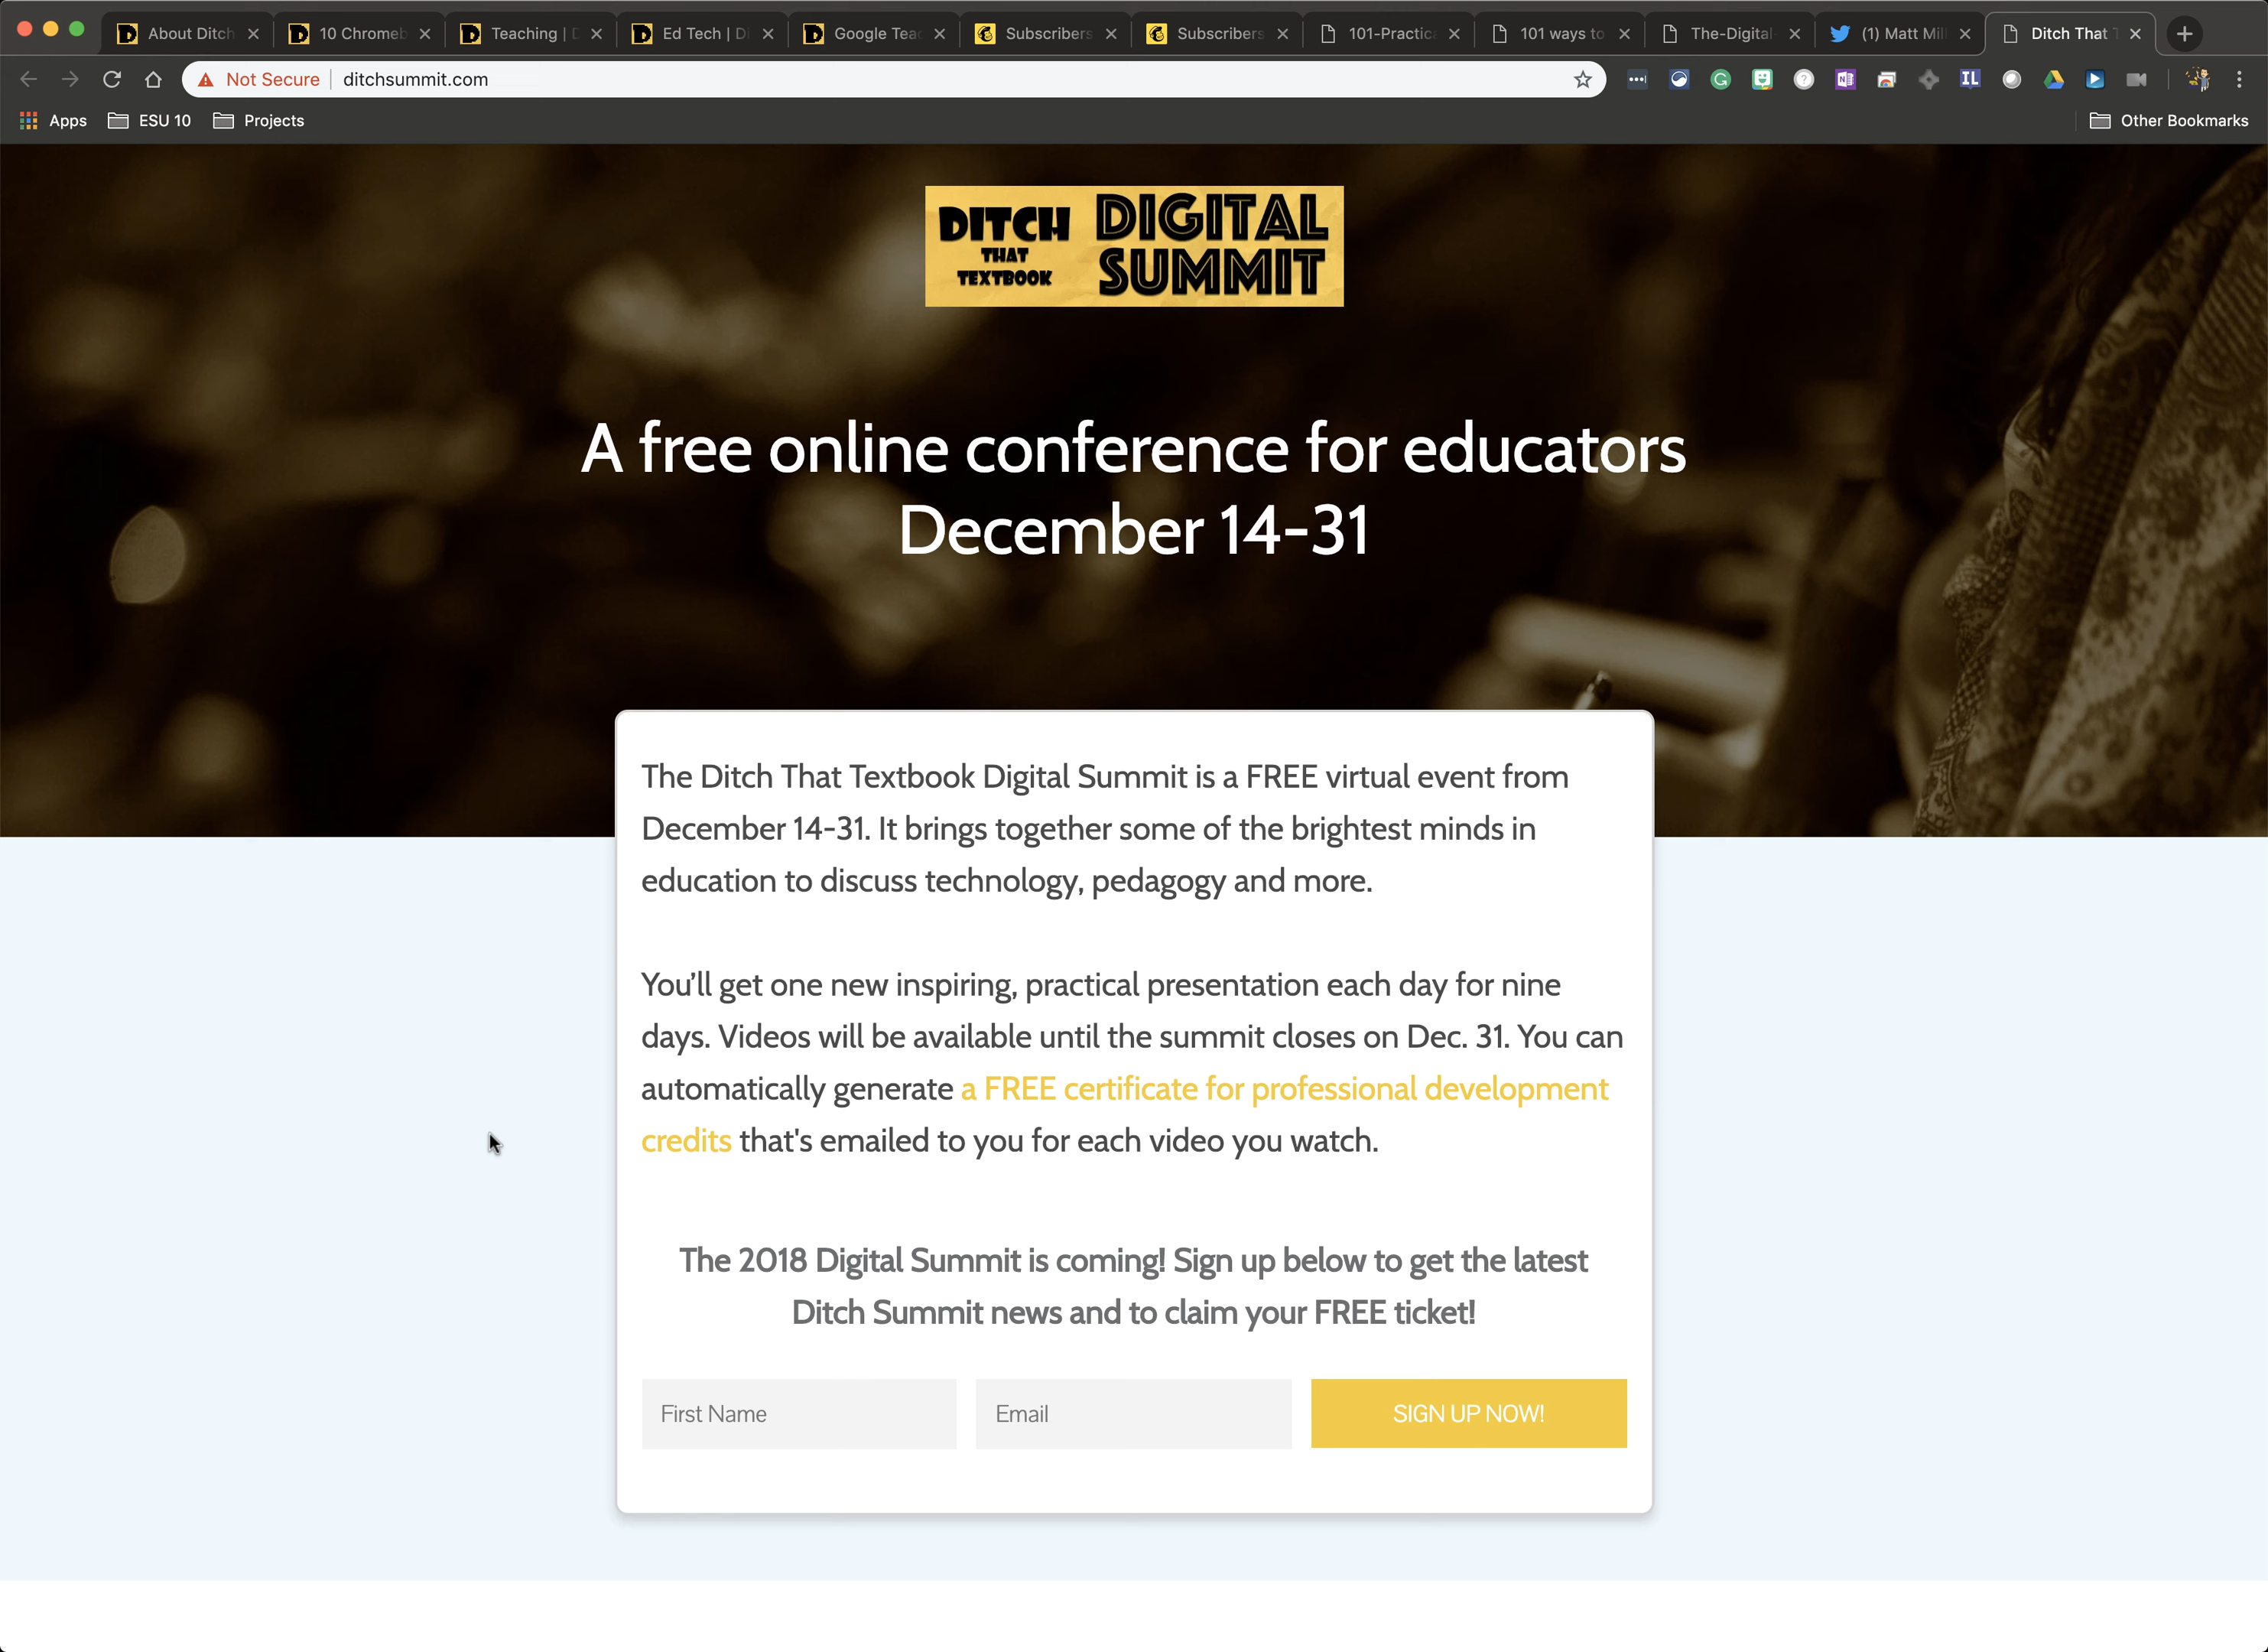 About Ditch
10 Chromeb
Teaching | D
Ed Tech | Di
Google Teac
Subscribers
Subscribers
101-Practica
101 ways to
The-Digital-
(1) Matt Mill
Ditch That T
Not Secure
ditchsummit.com
Apps
ESU 10
Projects
Other Bookmarks
DITCH THAT TEXTBOOK
DIGITAL SUMMIT
A free online conference for educators
December 14-31
The Ditch That Textbook Digital Summit is a FREE virtual event from
December 14-31. It brings together some of the brightest minds in
education to discuss technology, pedagogy and more.
You'll get one new inspiring, practical presentation each day for nine
days. Videos will be available until the summit closes on Dec. 31. You can
automatically generate a FREE certificate for professional development
credits that's emailed to you for each video you watch.
The 2018 Digital Summit is coming! Sign up below to get the latest
Ditch Summit news and to claim your FREE ticket!
First Name
Email
SIGN UP NOW!